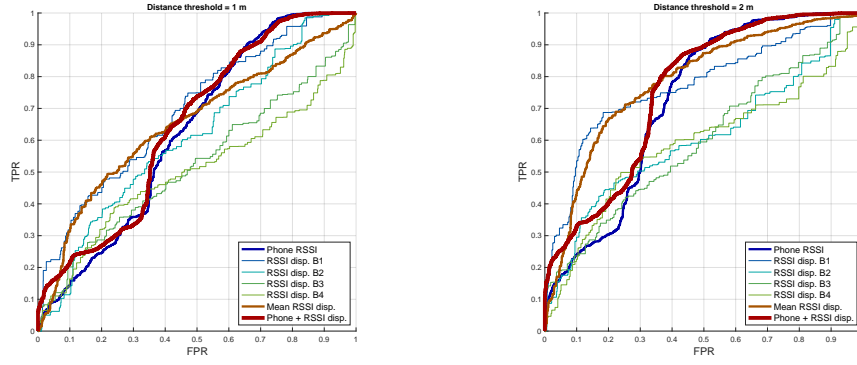 Distance threshold = 1 m
TPR
1
0.9
0.8
0.7
0.6
0.5
0.4
0.3
0.2
0.1
0
0 0.1 0.2 0.3 0.4 0.5 0.6 0.7 0.8 0.9 1
FPR
Phone RSSI
RSSI disp. B1
RSSI disp. B2
RSSI disp. B3
RSSI disp. B4
Mean RSSI disp.
Phone + RSSI disp.
Distance threshold = 2 m
TPR
1
0.9
0.8
0.7
0.6
0.5
0.4
0.3
0.2
0.1
0
0 0.1 0.2 0.3 0.4 0.5 0.6 0.7 0.8 0.9
FPR
Phone RSSI
RSSI disp. B1
RSSI disp. B2
RSSI disp. B3
RSSI disp. B4
Mean RSSI disp.
Phone + RSSI disp.